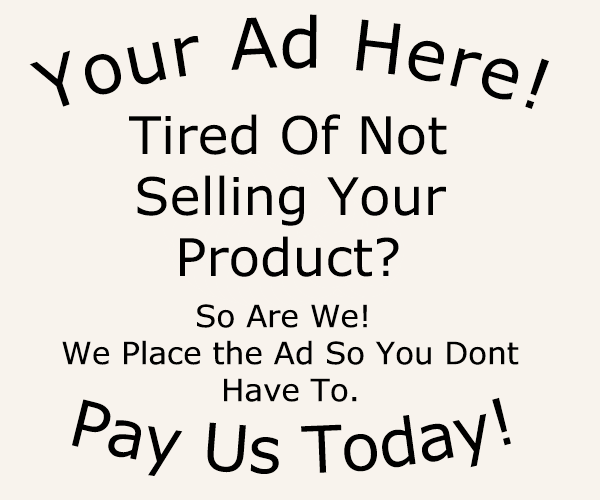 Your Ad Here!
Tired Of Not
Selling Your
Product?
So Are We!
We Place the Ad So You Dont
Have To.
Pay Us Today!